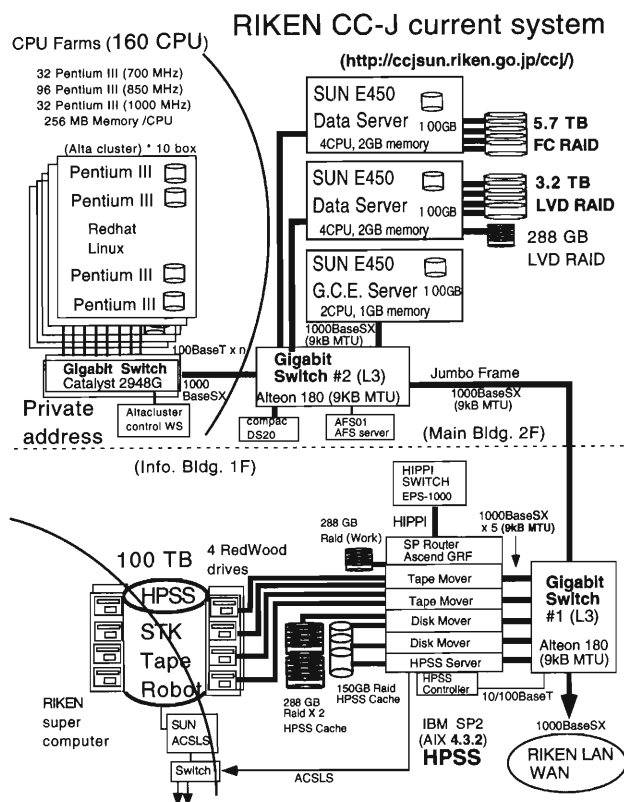 RIKEN CC-J current system
(http://ccjsun.riken.go.jp/ccj/)
CPU Farms (160 CPU)
32 Pentium III (700 MHz)
96 Pentium III (850 MHz)
32 Pentium III (1000 MHz)
256 MB Memory /CPU
(Alta cluster) * 10 box
Pentium III
Pentium III
Redhat
Linux
Pentium III
Pentium III
100BaseT x n
Gigabit Switch
Catalyst 2948G
1000
BaseSX
Private
address
Altacluster
control WS
SUN E450
Data Server
100GB
4CPU, 2GB memory
5.7 TB
FC RAID
SUN E450
Data Server
100GB
4CPU, 2GB memory
3.2 TB
LVD RAID
288 GB
LVD RAID
SUN E450
G.C.E. Server
100GB
2CPU, 1GB memory
1000BaseSX
(9kB MTU)
Gigabit
Switch #2 (L3)
Alteon 180 (9KB MTU)
Jumbo Frame
1000BaseSX
(9kB MTU)
compac
DS20
AFS01
AFS server
(Main Bldg. 2F)
(Info. Bldg. 1F)
HIPPI
SWITCH
EPS-1000
HIPPI
1000BaseSX
x 5 (9kB MTU)
288 GB
Raid (Work)
SP Router
Ascend GRF
Tape Mover
Tape Mover
Disk Mover
Disk Mover
HPSS Server
HPSS
Controller
10/100BaseT
Gigabit
Switch
#1 (L3)
Alteon 180
(9kB MTU)
100 TB
4 RedWood
drives
HPSS
STK
Tape
Robot
288 GB
Raid X 2
HPSS Cache
150GB Raid
HPSS Cache
RIKEN
super
computer
SUN
ACSLS
Switch
ACSLS
IBM SP2
(AIX 4.3.2)
HPSS
1000BaseSX
RIKEN LAN
WAN